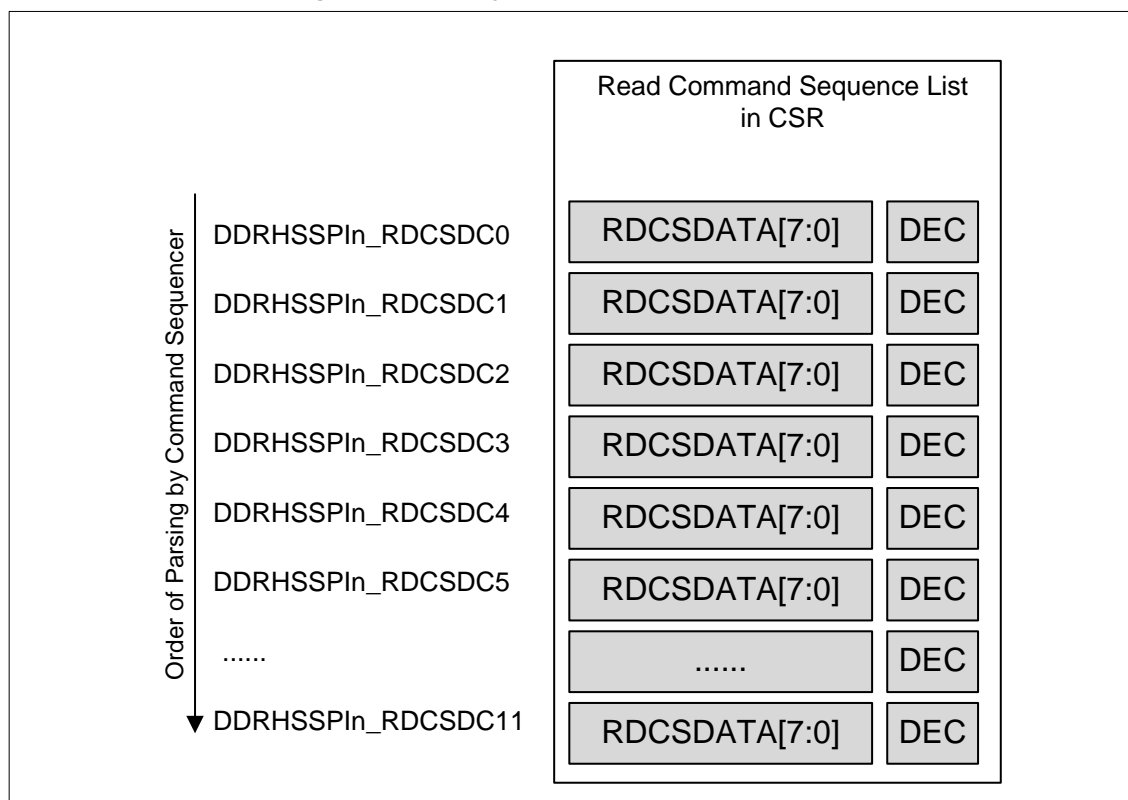 Read Command Sequence List
in CSR
Order of Parsing by Command Sequencer
DDRHSSPIn_RDCSDC0 RDCSDATA[7:0] DEC
DDRHSSPIn_RDCSDC1 RDCSDATA[7:0] DEC
DDRHSSPIn_RDCSDC2 RDCSDATA[7:0] DEC
DDRHSSPIn_RDCSDC3 RDCSDATA[7:0] DEC
DDRHSSPIn_RDCSDC4 RDCSDATA[7:0] DEC
DDRHSSPIn_RDCSDC5 RDCSDATA[7:0] DEC
...... ...... DEC
DDRHSSPIn_RDCSDC11 RDCSDATA[7:0] DEC